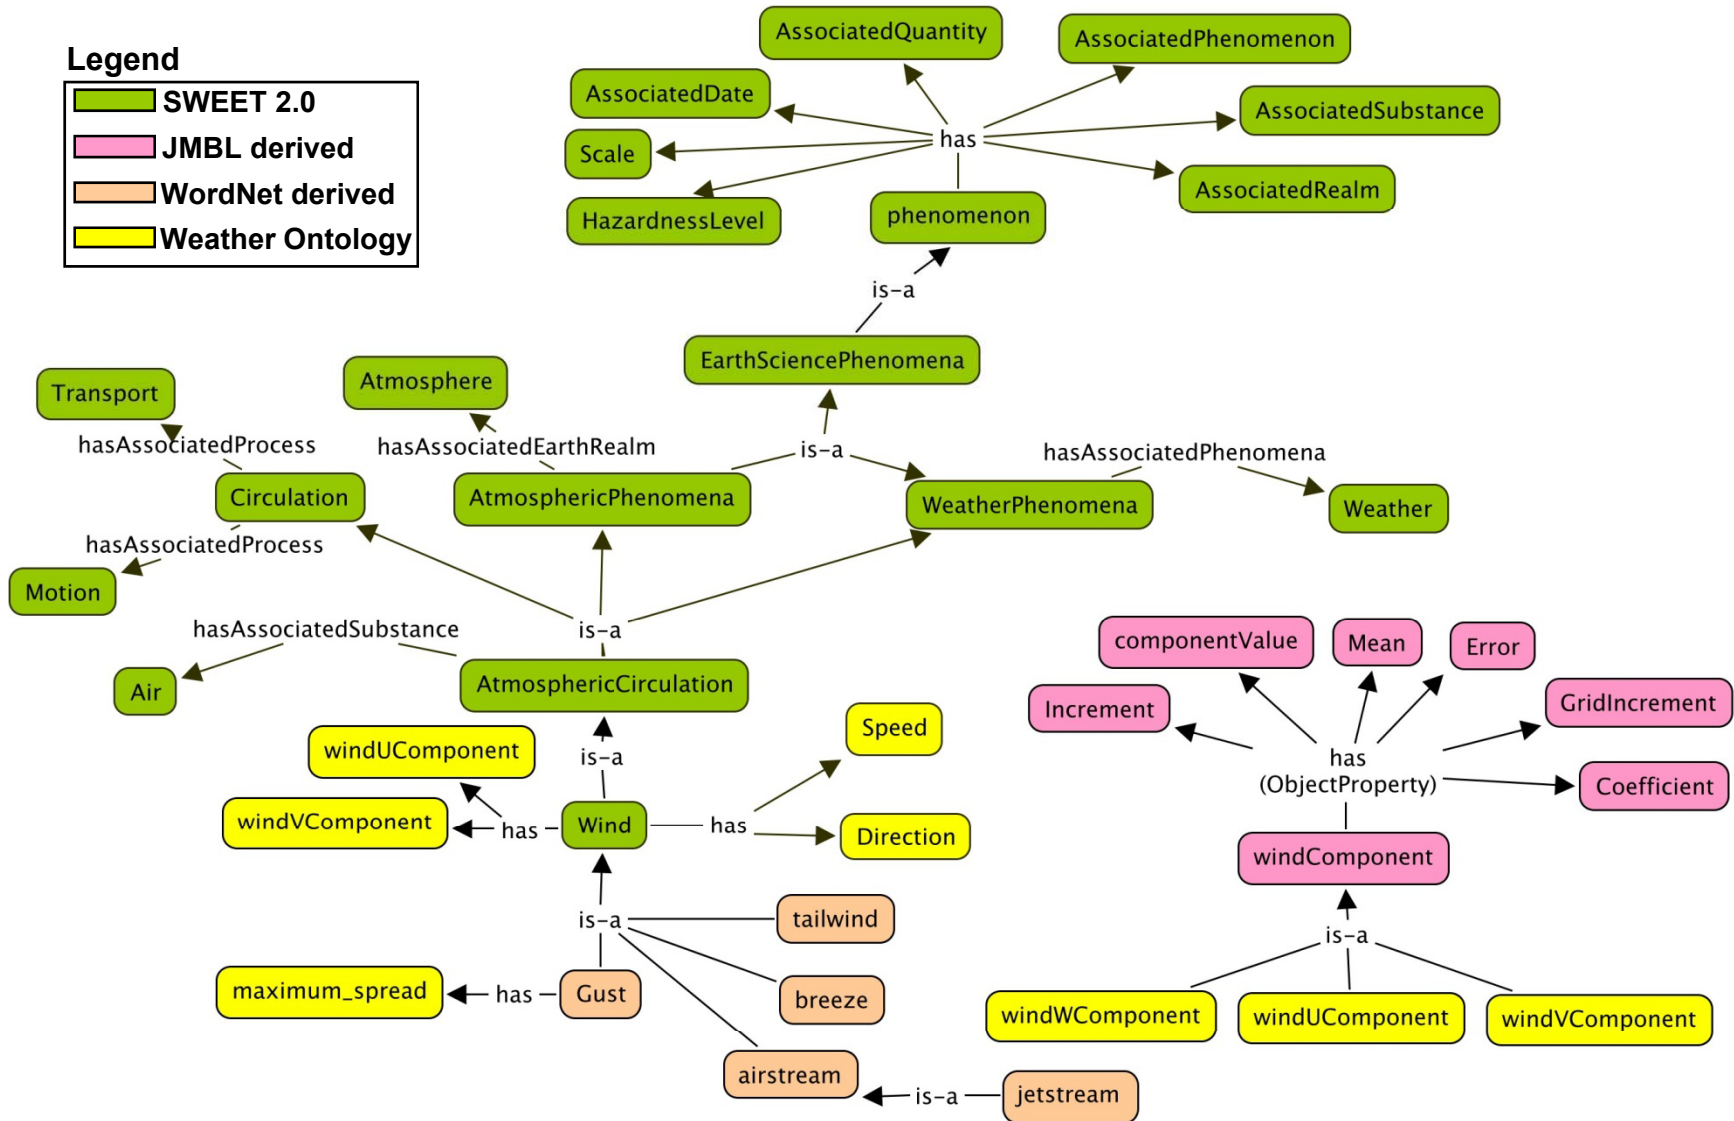 Legend
SWEET 2.0
JMBL derived
WordNet derived
Weather Ontology
AssociatedQuantity
AssociatedPhenomenon
AssociatedDate
AssociatedSubstance
Scale
has
AssociatedRealm
HazardnessLevel
phenomenon
is-a
EarthSciencePhenomena
Transport
Atmosphere
hasAssociatedProcess
hasAssociatedEarthRealm
is-a
hasAssociatedPhenomena
Circulation
AtmosphericPhenomena
WeatherPhenomena
Weather
hasAssociatedProcess
Motion
hasAssociatedSubstance
is-a
Air
AtmosphericCirculation
componentValue
Mean
Error
Increment
GridIncrement
has
(ObjectProperty)
Coefficient
windComponent
is-a
windWComponent
windUComponent
windVComponent
windUComponent
is-a
Speed
windVComponent
has
Wind
has
Direction
is-a
tailwind
maximum_spread
has
Gust
breeze
airstream
is-a
jetstream